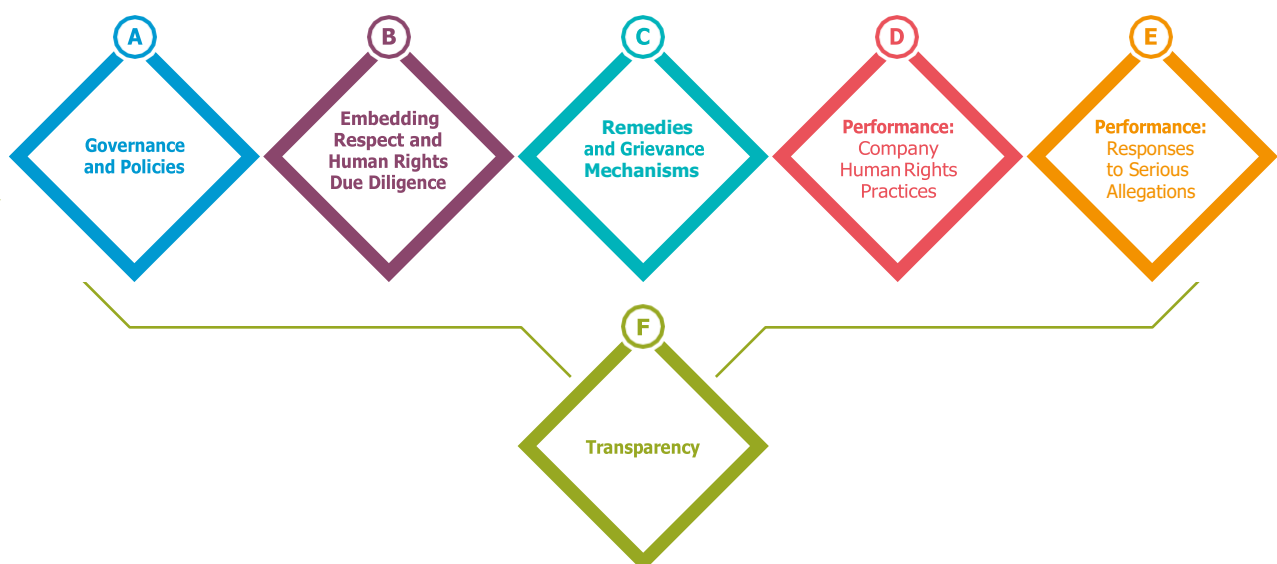 A
Governance
and Policies
B
Embedding
Respect and
Human Rights
Due Diligence
C
Remedies
and Grievance
Mechanisms
D
Performance:
Company
Human Rights
Practices
E
Performance:
Responses
to Serious
Allegations
F
Transparency